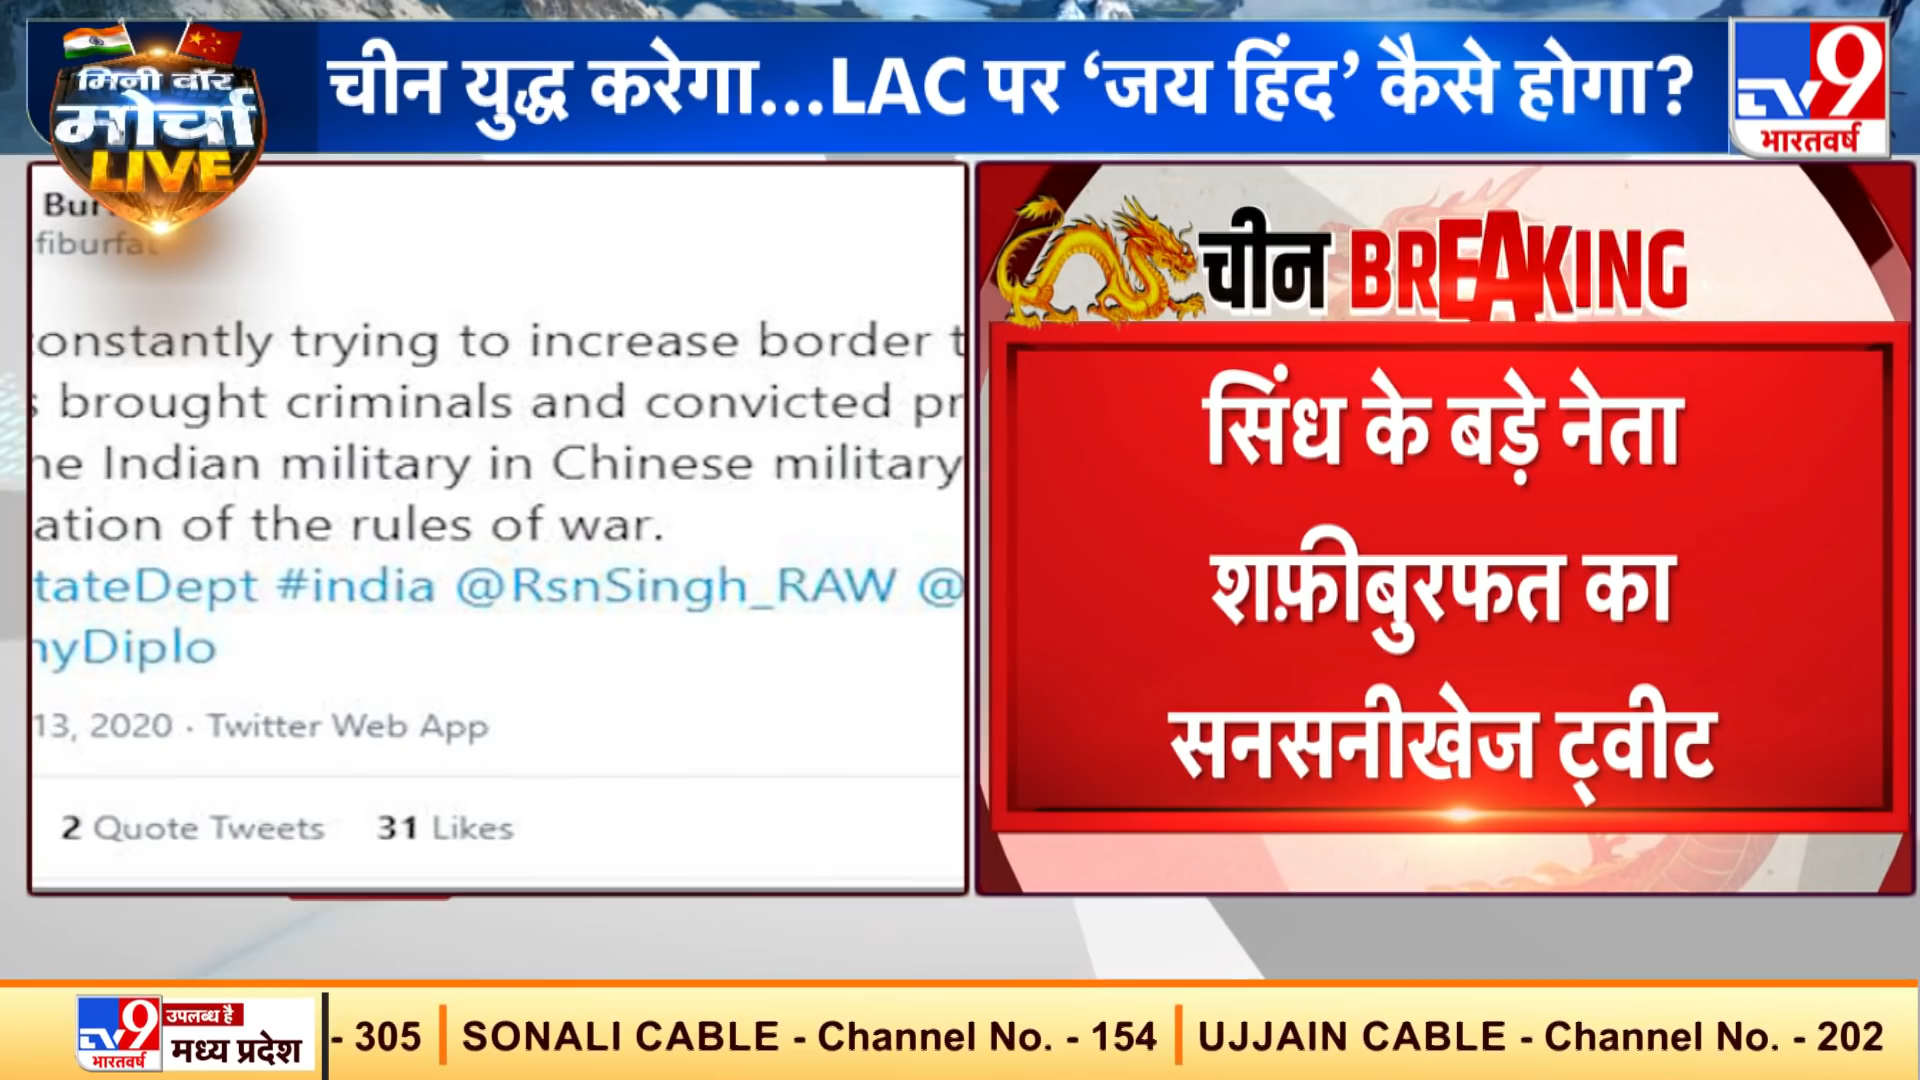 मिनी वॉर
मोर्चा
LIVE
चीन युद्ध करेगा...LAC पर ‘जय हिंद’ कैसे होगा?
TV9
भारतवर्ष
fiburfat
onstantly trying to increase border t
brought criminals and convicted pr
he Indian military in Chinese military
ation of the rules of war.
tateDept #india @RsnSingh_RAW @
nyDiplo
13, 2020 · Twitter Web App
2 Quote Tweets 31 Likes
चीन BREAKING
सिंध के बड़े नेता
शफ़ीबुरफत का
सनसनीखेज ट्वीट
TV9
भारतवर्ष
उपलब्ध है
मध्य प्रदेश
- 305 | SONALI CABLE - Channel No. - 154 | UJJAIN CABLE - Channel No. - 202